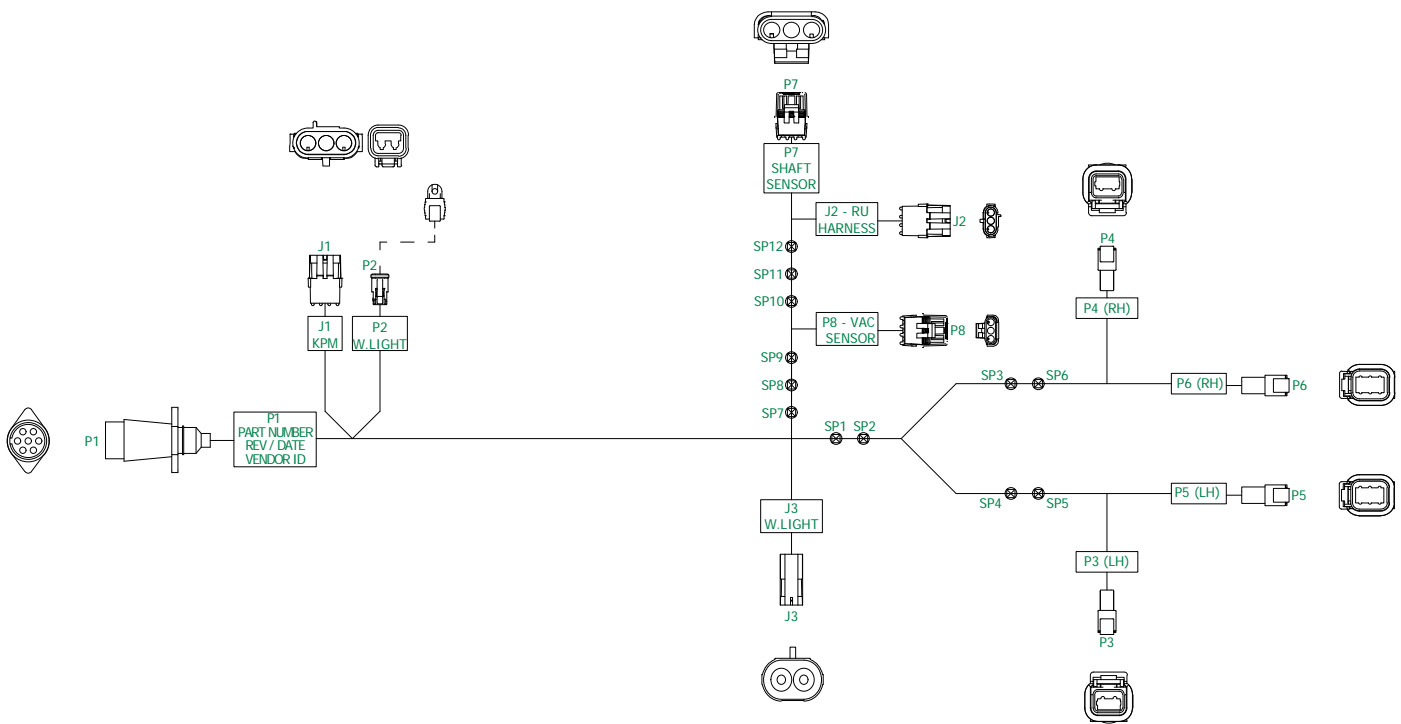 P7
P7
SHAFT
SENSOR
J2 - RU
HARNESS
J2
SP12
SP11
SP10
P8 - VAC
SENSOR
P8
SP9
SP8
SP7
J1
P2
J1
KPM
P2
W.LIGHT
P4
P4 (RH)
SP3
SP6
P6 (RH)
P6
P1
P1
PART NUMBER
REV / DATE
VENDOR ID
SP1
SP2
SP4
SP5
P5 (LH)
P5
J3
W.LIGHT
J3
P3 (LH)
P3